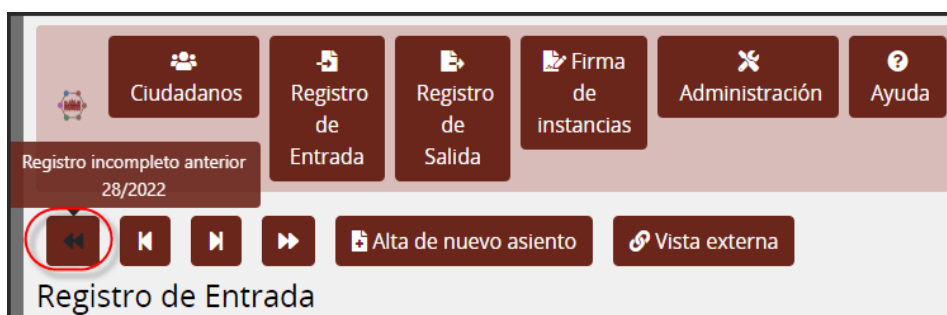 Ciudadanos
Registro
de
Entrada
Registro
de
Salida
Firma
de
instancias
Administración
Ayuda
Registro incompleto anterior
28/2022
Alta de nuevo asiento
Vista externa
Registro de Entrada